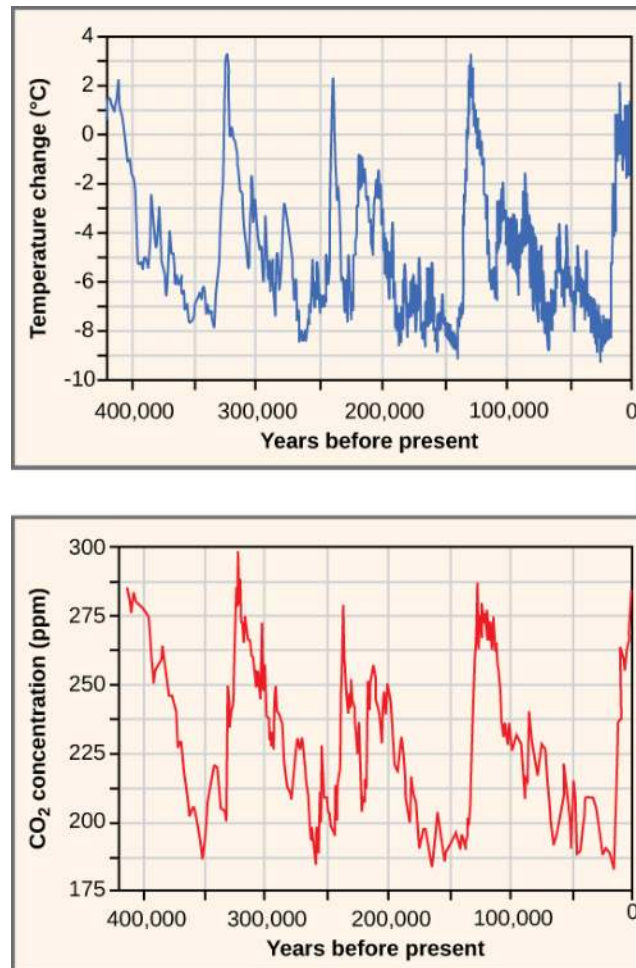 4
2
0
-2
-4
-6
-8
-10
Temperature change (°C)
400,000 300,000 200,000 100,000 0
Years before present
300
275
250
225
200
175
CO₂ concentration (ppm)
400,000 300,000 200,000 100,000 0
Years before present